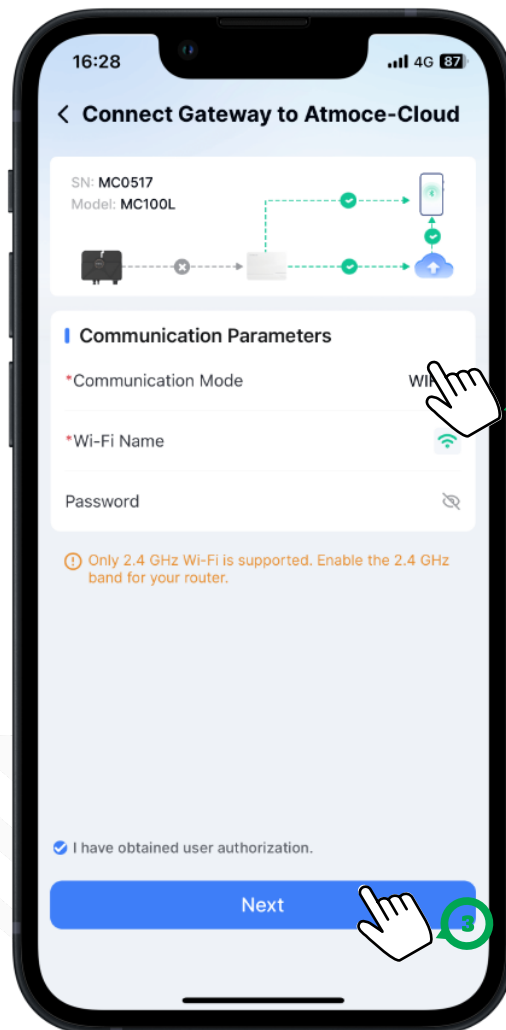 16:28
4G 87
Connect Gateway to Atmoce-Cloud
SN: MC0517
Model: MC100L
Communication Parameters
*Communication Mode
*Wi-Fi Name
Password
Only 2.4 GHz Wi-Fi is supported. Enable the 2.4 GHz
band for your router.
I have obtained user authorization.
Next
3